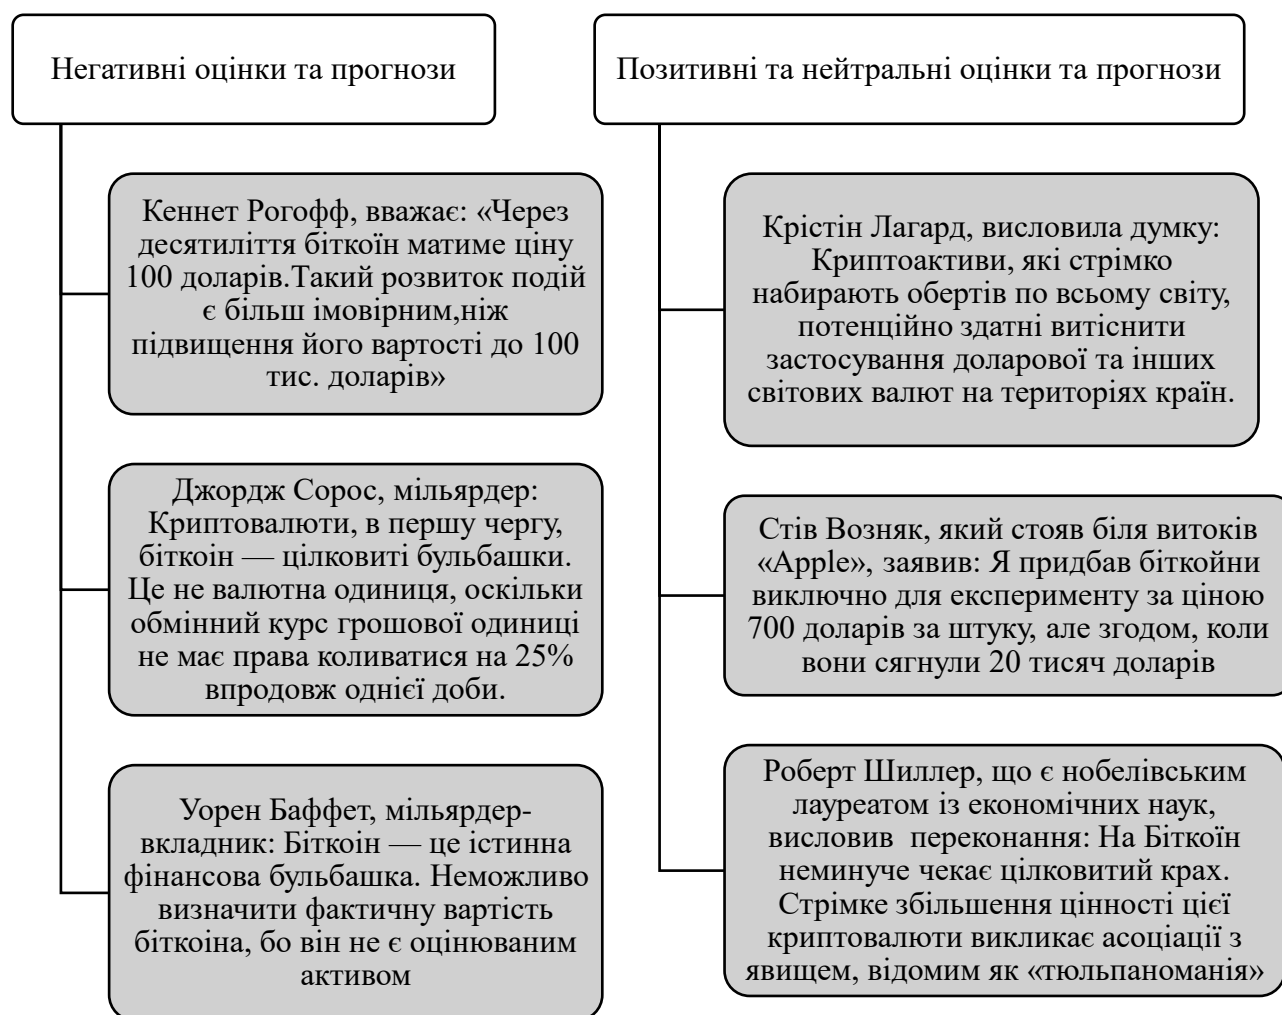 Негативні оцінки та прогнози
Кеннет Рогофф, вважає: «Через
десятиліття біткоїн матиме ціну
100 доларів.Такий розвиток подій
є більш імовірним,ніж
підвищення його вартості до 100
тис. доларів»
Джордж Сорос, мільярдер:
Криптовалюти, в першу чергу,
біткоін — цілковиті бульбашки.
Це не валютна одиниця, оскільки
обмінний курс грошової одиниці
не має права коливатися на 25%
впродовж однієї доби.
Уорен Баффет, мільярдер-
вкладник: Біткоін — це істинна
фінансова бульбашка. Неможливо
визначити фактичну вартість
біткоіна, бо він не є оцінюваним
активом
Позитивні та нейтральні оцінки та прогнози
Крістін Лагард, висловила думку:
Криптоактиви, які стрімко
набирають обертів по всьому світу,
потенційно здатні витіснити
застосування доларової та інших
світових валют на територіях країн.
Стів Возняк, який стояв біля витоків
«Apple», заявив: Я придбав біткойни
виключно для експерименту за ціною
700 доларів за штуку, але згодом, коли
вони сягнули 20 тисяч доларів
Роберт Шиллер, що є нобелівським
лауреатом із економічних наук,
висловив переконання: На Біткоїн
неминуче чекає цілковитий крах.
Стрімке збільшення цінності цієї
криптовалюти викликає асоціації з
явищем, відомим як «тюльпаноманія»